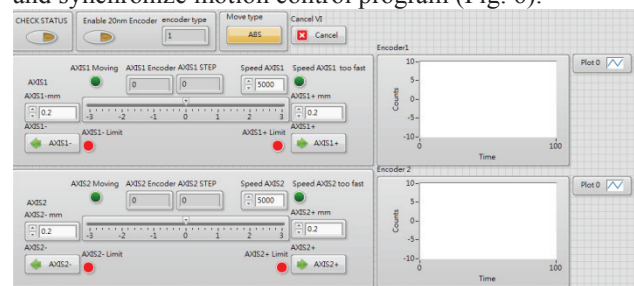 and synchronize motion control program (Fig. 6).
CHECK STATUS
Enable 20nm Encoder
encoder type
1
Move type
ABS
Cancel VI
Cancel
AXIS1 Moving
AXIS1 Encoder
0
AXIS1 STEP
0
Speed AXIS1
5000
Speed AXIS1 too fast
AXIS1
AXIS1-mm
0.2
-3 -2 -1 0 1 2 3
AXIS1+ mm
0.2
AXIS1-
AXIS1-
AXIS1- Limit
AXIS1+ Limit
AXIS1+
AXIS1+
Encoder1
Plot 0
Counts
10-
5-
0-
-5-
-10-
0 100
Time
AXIS2 Moving
AXIS2 Encoder
0
AXIS2 STEP
0
Speed AXIS2
5000
Speed AXIS2 too fast
AXIS2
AXIS2- mm
0.2
-3 -2 -1 0 1 2 3
AXIS2+ mm
0.2
AXIS2-
AXIS2-
AXIS2- Limit
AXIS2+ Limit
AXIS2+
AXIS2+
Encoder 2
Plot 0
Counts
10-
5-
0-
-5-
-10-
0 100
Time